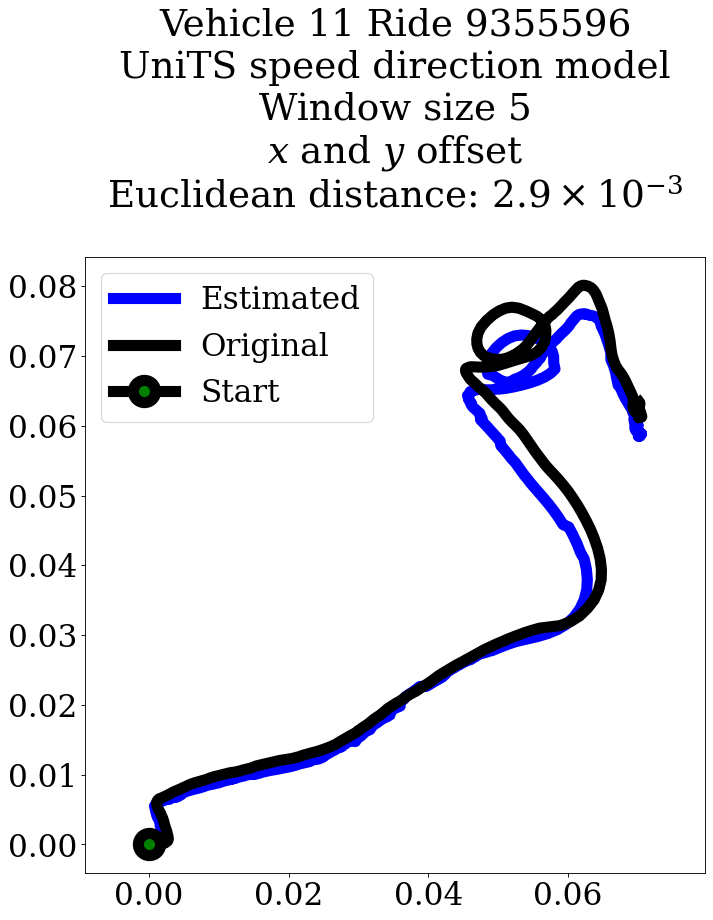 Vehicle 11 Ride 9355596
UniTS speed direction model
Window size 5
x and y offset
Euclidean distance: 2.9 × 10⁻³
Estimated
Original
Start
0.08
0.07
0.06
0.05
0.04
0.03
0.02
0.01
0.00
0.00 0.02 0.04 0.06